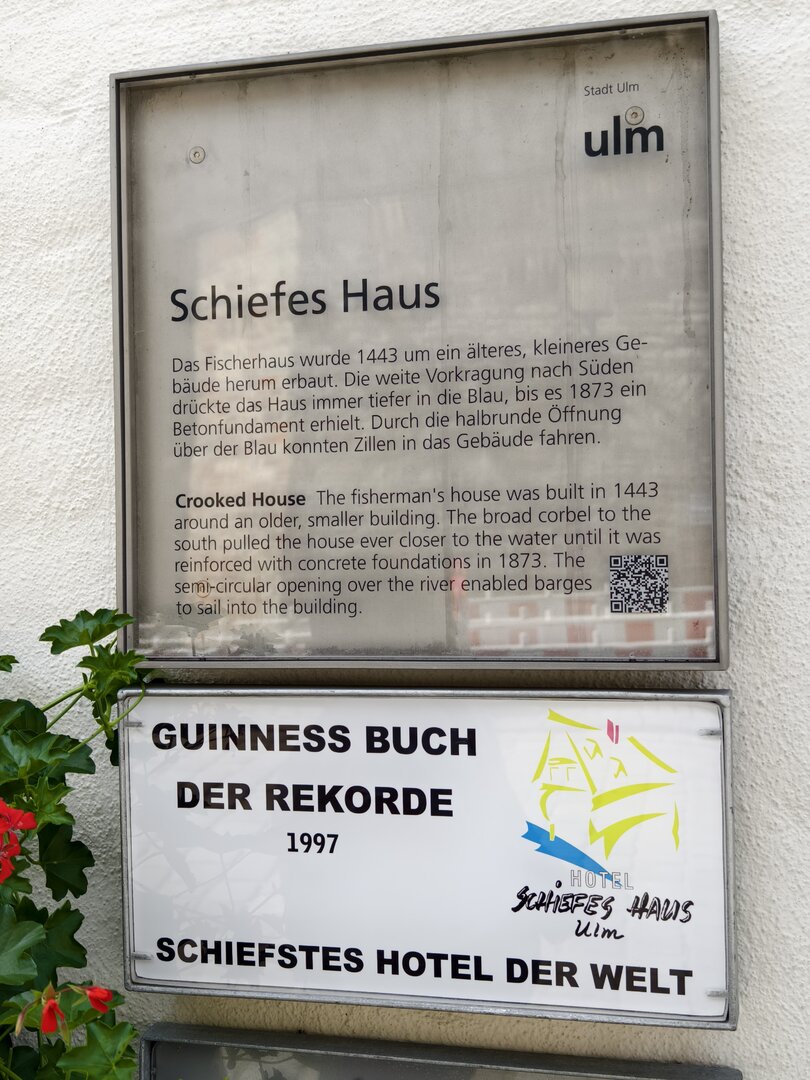 Stadt Ulm
ulm
Schiefes Haus
Das Fischerhaus wurde 1443 um ein älteres, kleineres Ge-
bäude herum erbaut. Die weite Vorkragung nach Süden
drückte das Haus immer tiefer in die Blau, bis es 1873 ein
Betonfundament erhielt. Durch die halbrunde Öffnung
über der Blau konnten Zillen in das Gebäude fahren.
Crooked House The fisherman's house was built in 1443
around an older, smaller building. The broad corbel to the
south pulled the house ever closer to the water until it was
reinforced with concrete foundations in 1873. The
semi-circular opening over the river enabled barges
to sail into the building.
GUINNESS BUCH
DER REKORDE
1997
HOTEL
SCHIEFES HAUS
Ulm
SCHIEFSTES HOTEL DER WELT